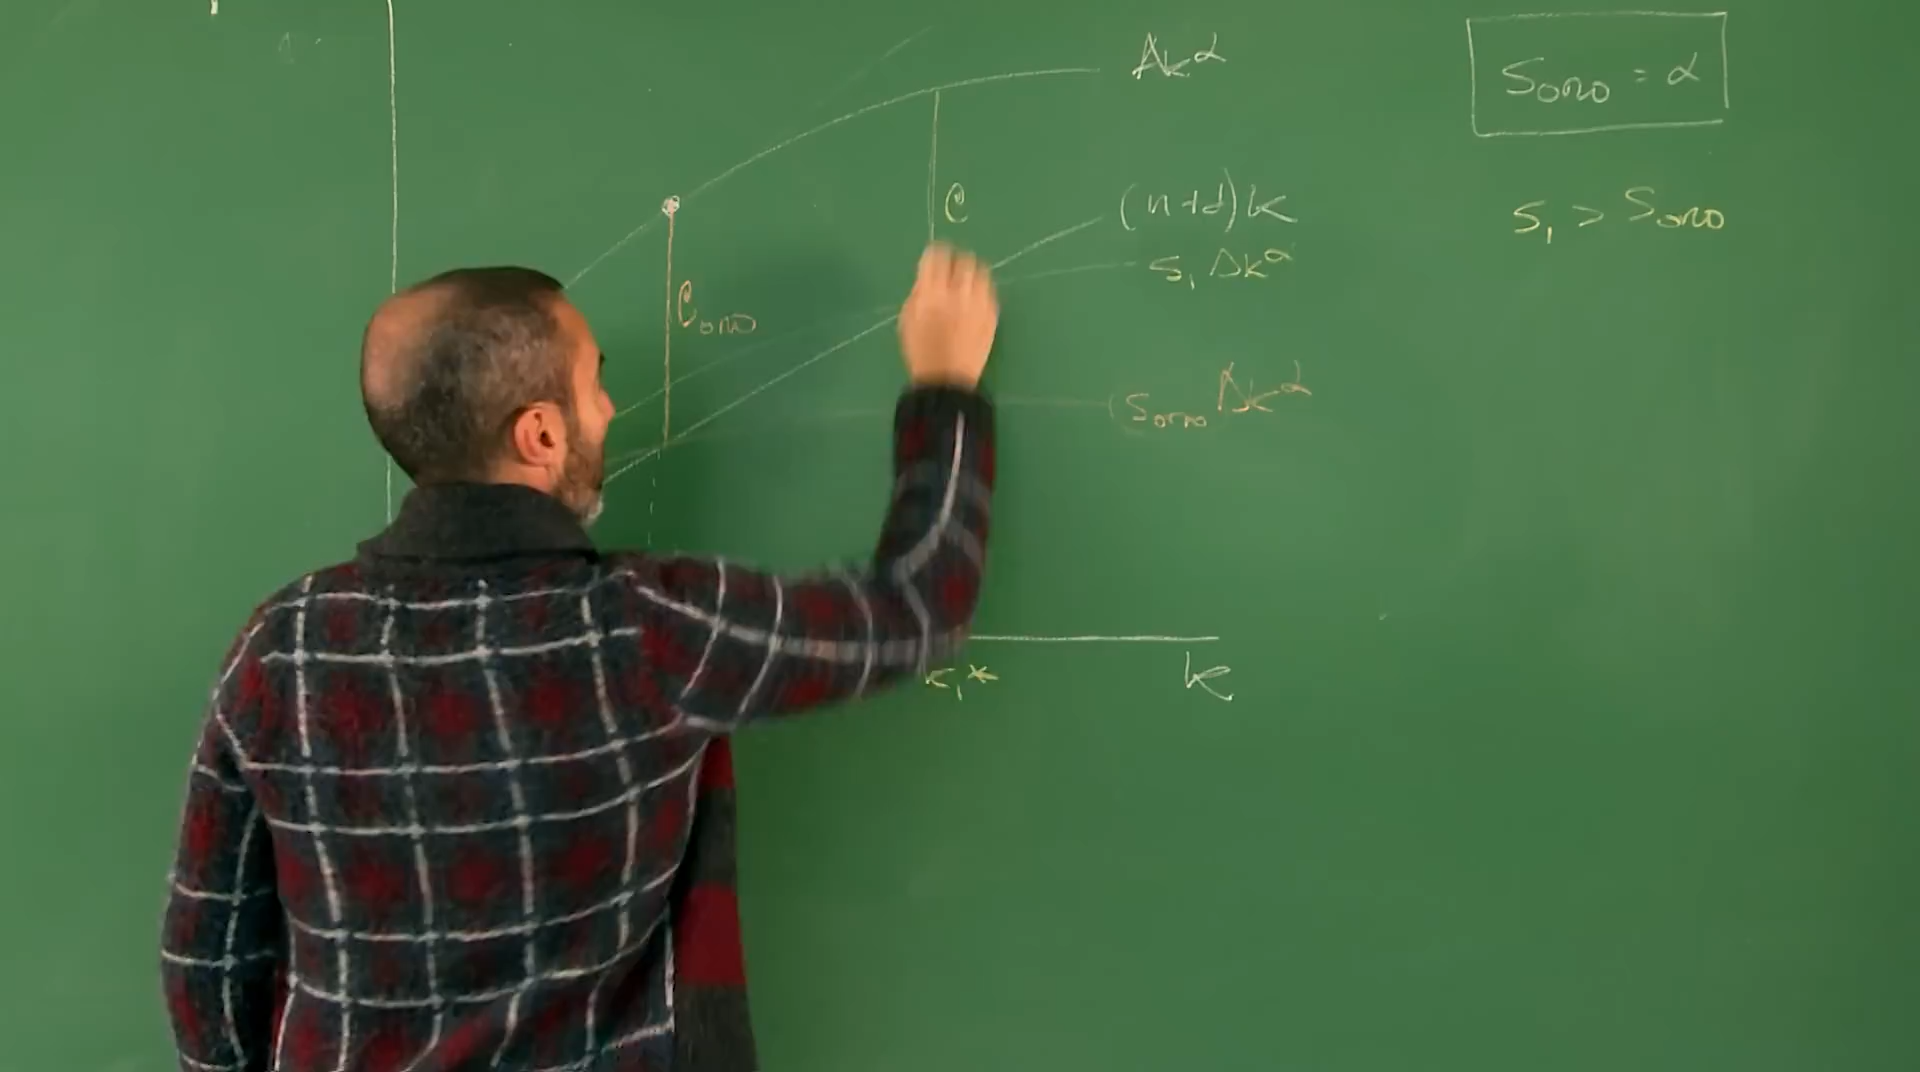 Akα
Soro = α
(n+d)k
S₁ > Soro
C
S₁ Akα
Coro
Soro Akα
k₁*
k